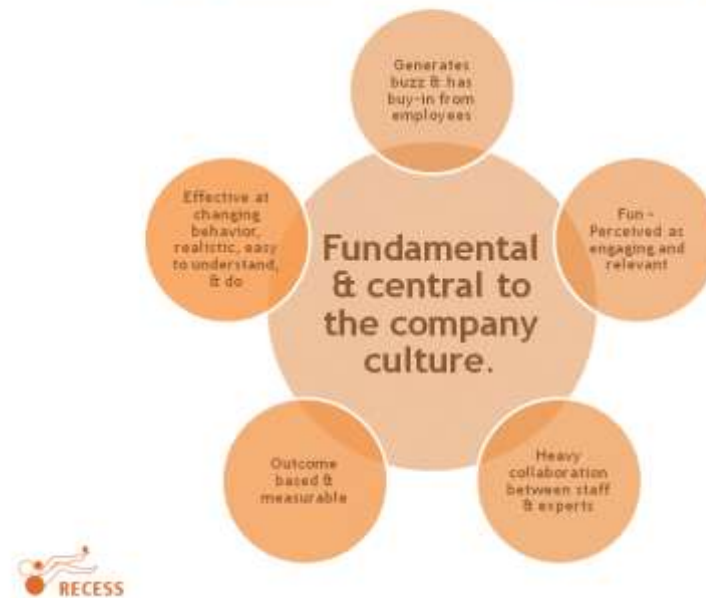 Generates
buzz & has
buy-in from
employees
Effective at
changing
behavior,
realistic, easy
to understand,
& do
Fun -
Perceived as
engaging and
relevant
Fundamental
& central to
the company
culture.
Outcome
based &
measurable
Heavy
collaboration
between staff
& experts
RECESS